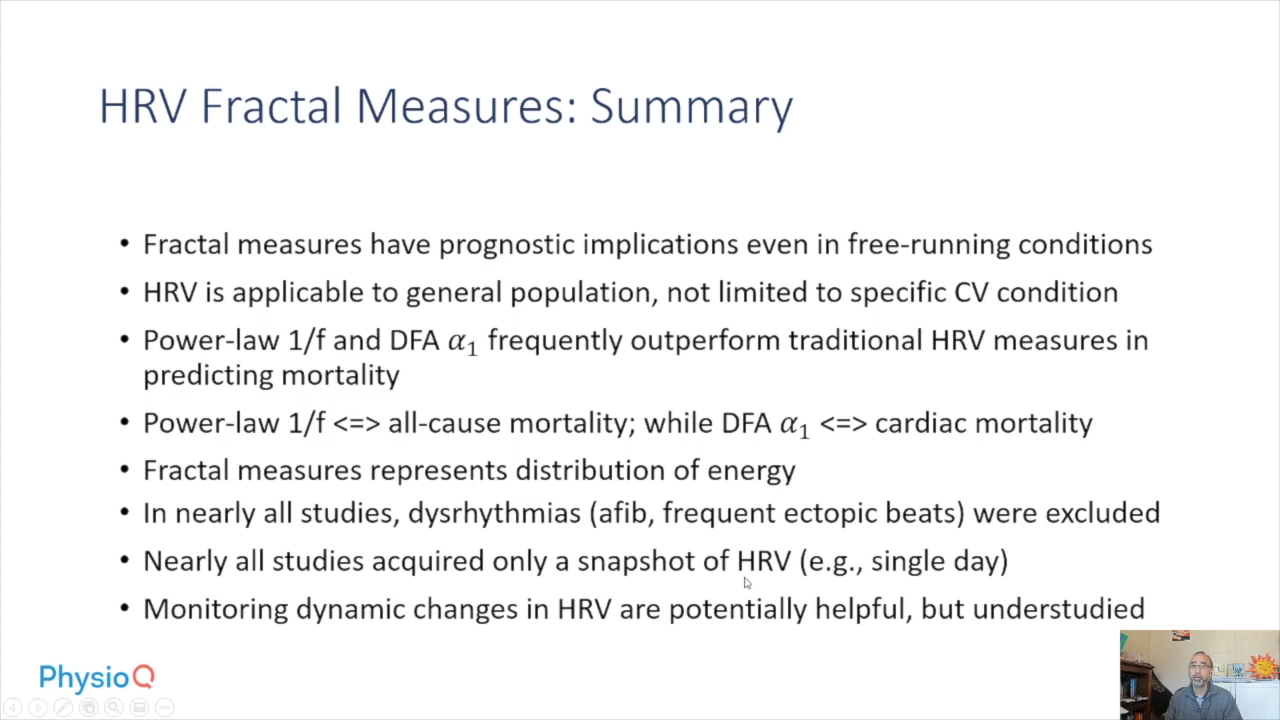 HRV Fractal Measures: Summary
• Fractal measures have prognostic implications even in free-running conditions
• HRV is applicable to general population, not limited to specific CV condition
• Power-law 1/f and DFA α₁ frequently outperform traditional HRV measures in
predicting mortality
• Power-law 1/f <=> all-cause mortality; while DFA α₁ <=> cardiac mortality
• Fractal measures represents distribution of energy
• In nearly all studies, dysrhythmias (afib, frequent ectopic beats) were excluded
• Nearly all studies acquired only a snapshot of HRV (e.g., single day)
• Monitoring dynamic changes in HRV are potentially helpful, but understudied
PhysioQ